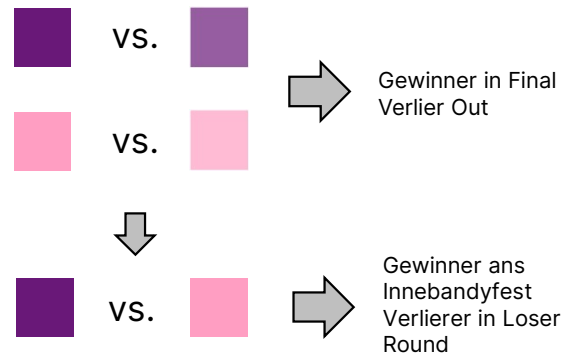 vs.
Gewinner in Final
Verlier Out
vs.
vs.
Gewinner ans
Innebandyfest
Verlierer in Loser
Round